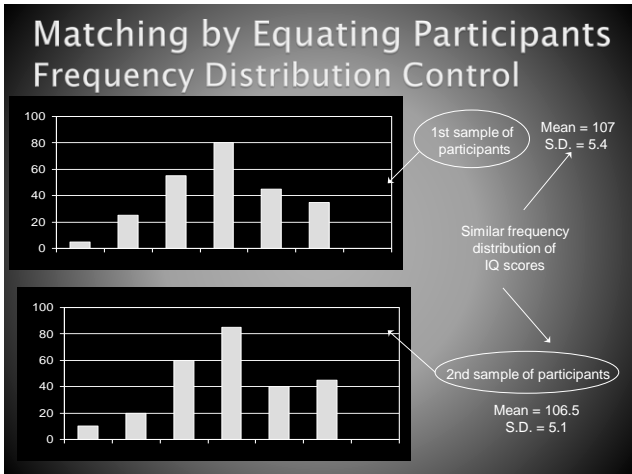 Matching by Equating Participants
Frequency Distribution Control
100
80
60
40
20
0
1st sample of
participants
Mean = 107
S.D. = 5.4
Similar frequency
distribution of
IQ scores
100
80
60
40
20
0
2nd sample of participants
Mean = 106.5
S.D. = 5.1